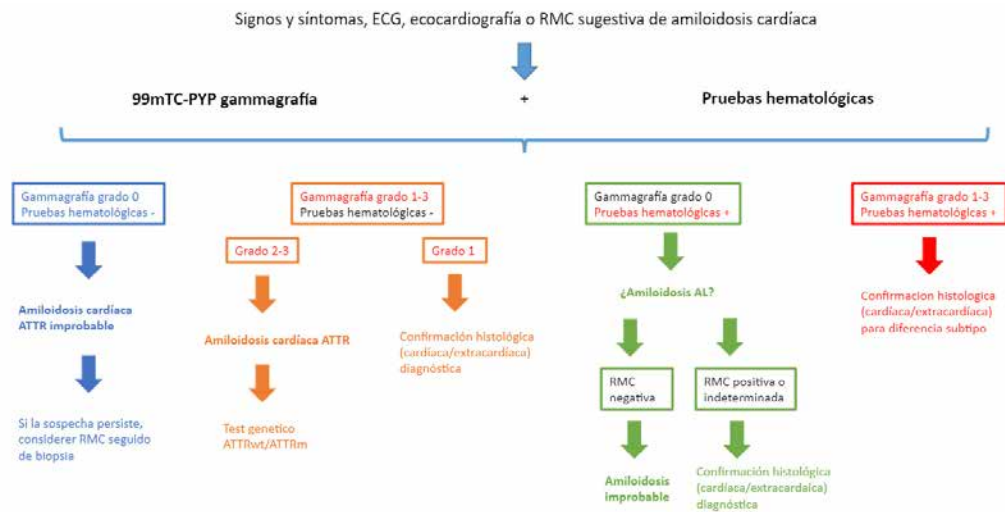 Signos y síntomas, ECG, ecocardiografía o RMC sugestiva de amiloidosis cardíaca
99mTC-PYP gammagrafía
+
Pruebas hematológicas
Gammagrafía grado 0
Pruebas hematológicas -
Amiloidosis cardíaca
ATTR improbable
Si la sospecha persiste,
considerer RMC seguido
de biopsia
Gammagrafía grado 1-3
Pruebas hematológicas -
Grado 2-3
Amiloidosis cardíaca ATTR
Test genetico
ATTRwt/ATTRm
Grado 1
Confirmación histológica
(cardíaca/extracardíaca)
diagnóstica
Gammagrafía grado 0
Pruebas hematológicas +
¿Amiloidosis AL?
RMC
negativa
Amiloidosis
improbable
RMC positiva o
indeterminada
Confirmación histológica
(cardíaca/extracardaica)
diagnóstica
Gammagrafía grado 1-3
Pruebas hematológicas +
Confirmacion histologica
(cardíaca/extracardíaca)
para diferencia subtipo